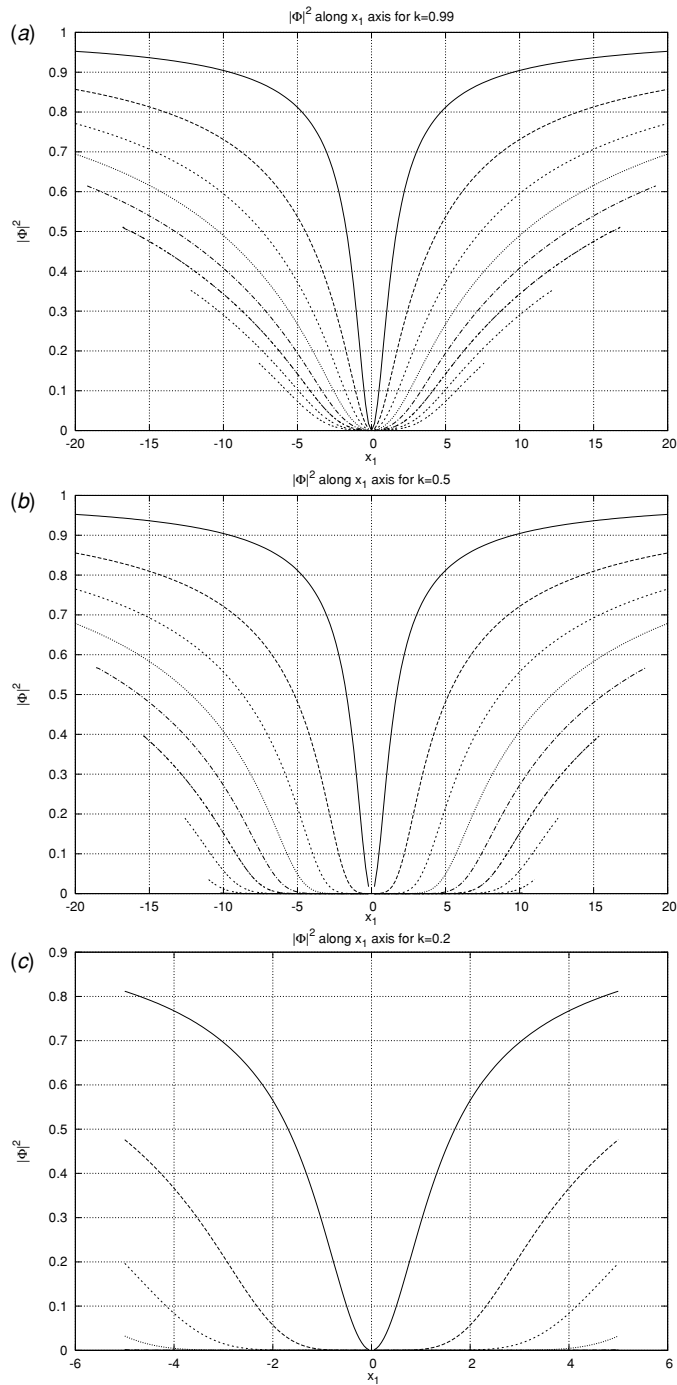 (a)
|Φ|² along x₁ axis for k=0.99
1
0.9
0.8
0.7
0.6
0.5
0.4
0.3
0.2
0.1
0
|Φ|²
-20 -15 -10 -5 0 5 10 15 20
x₁
(b)
|Φ|² along x₁ axis for k=0.5
1
0.9
0.8
0.7
0.6
0.5
0.4
0.3
0.2
0.1
0
|Φ|²
-20 -15 -10 -5 0 5 10 15 20
x₁
(c)
|Φ|² along x₁ axis for k=0.2
0.9
0.8
0.7
0.6
0.5
0.4
0.3
0.2
0.1
0
|Φ|²
-6 -4 -2 0 2 4 6
x₁